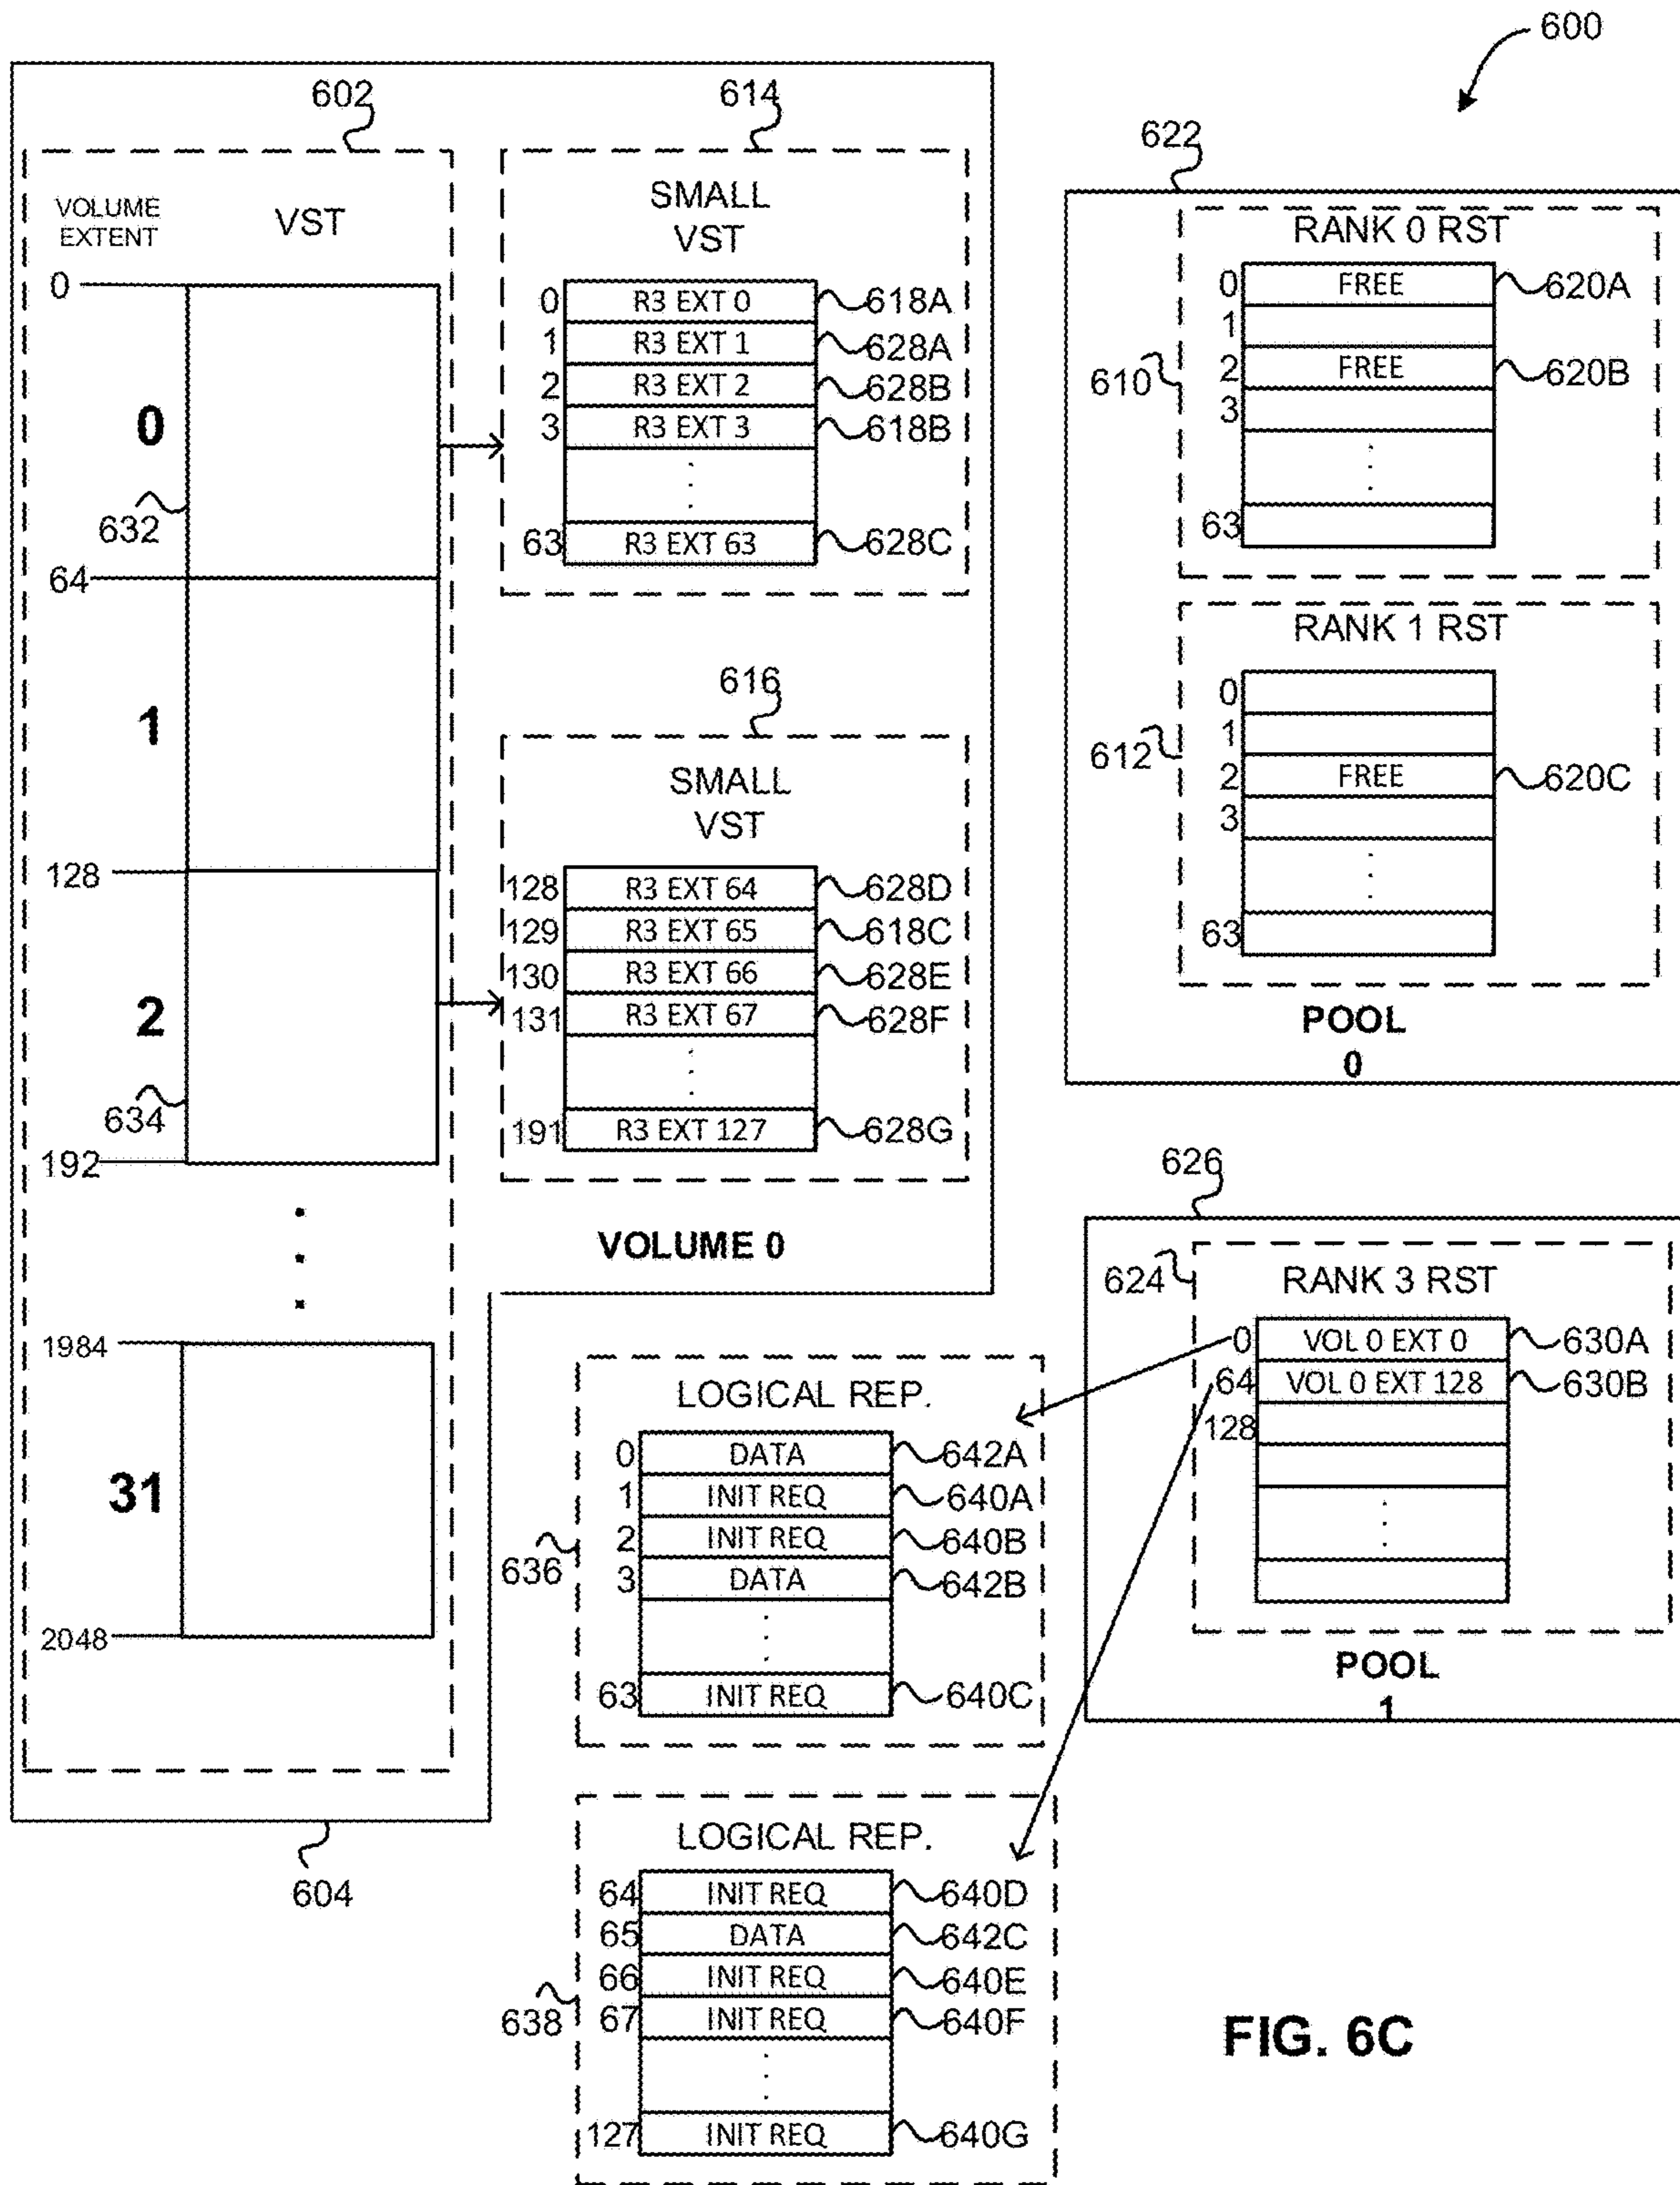 600
602
614
622
VOLUME
EXTENT
VST
SMALL
VST
RANK 0 RST
0
0 R3 EXT 0 618A
1 R3 EXT 1 628A
2 R3 EXT 2 628B
3 R3 EXT 3 618B
63 R3 EXT 63 628C
0 FREE 620A
1
2 FREE 620B
3
63
610
0
632
64
RANK 1 RST
0
1
2 FREE 620C
3
63
612
POOL
0
1
616
SMALL
VST
128
128 R3 EXT 64 628D
129 R3 EXT 65 618C
130 R3 EXT 66 628E
131 R3 EXT 67 628F
191 R3 EXT 127 628G
2
634
192
VOLUME 0
626
624
RANK 3 RST
0 VOL 0 EXT 0 630A
64 VOL 0 EXT 128 630B
128
POOL
1
1984
31
2048
604
LOGICAL REP.
0 DATA 642A
1 INIT REQ 640A
2 INIT REQ 640B
3 DATA 642B
63 INIT REQ 640C
636
LOGICAL REP.
64 INIT REQ 640D
65 DATA 642C
66 INIT REQ 640E
67 INIT REQ 640F
127 INIT REQ 640G
638
FIG. 6C